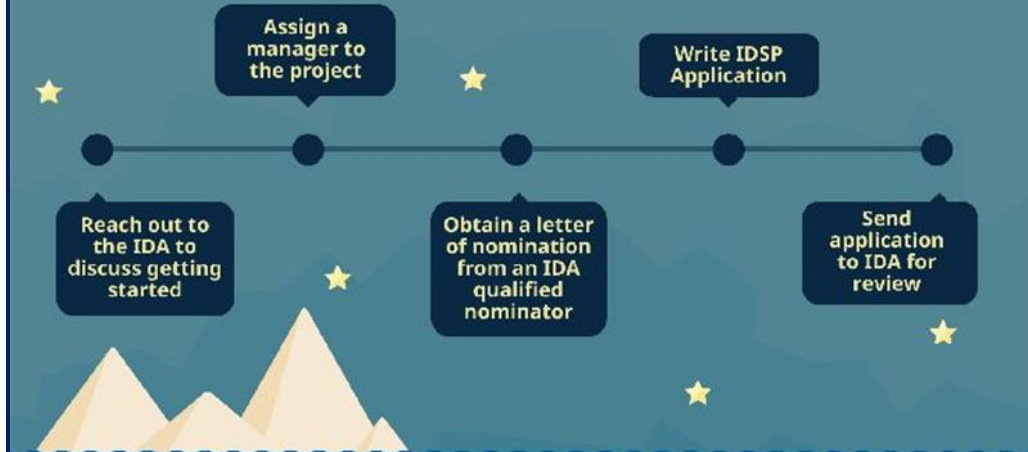 Reach out to
the IDA to
discuss getting
started
Assign a
manager to
the project
Obtain a letter
of nomination
from an IDA
qualified
nominator
Write IDSP
Application
Send
application
to IDA for
review